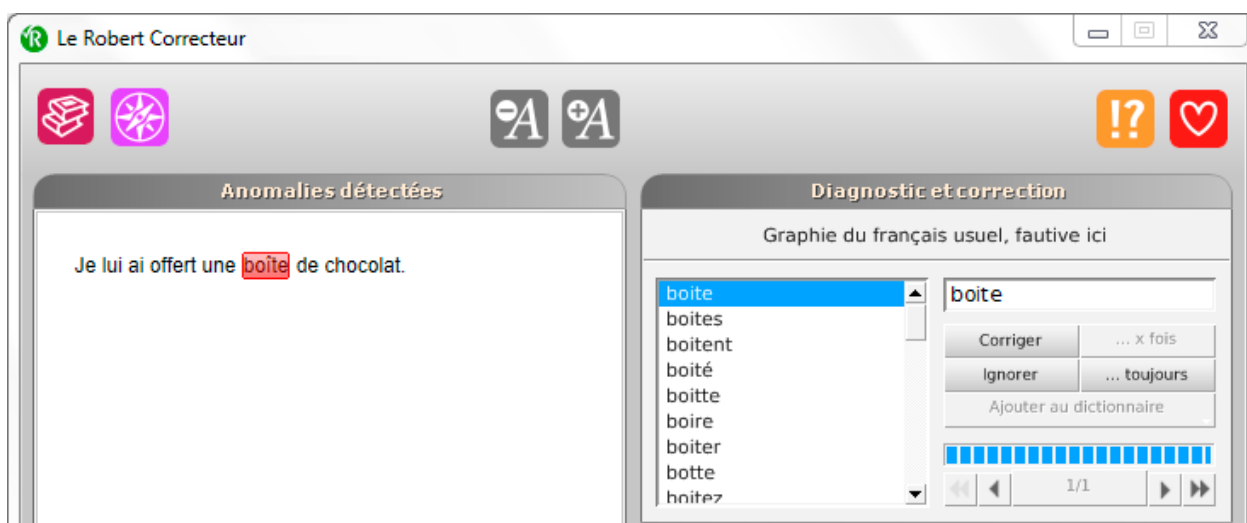 Le Robert Correcteur
Anomalies détectées
Je lui ai offert une boîte de chocolat.
Diagnostic et correction
Graphie du français usuel, fautive ici
boite
boites
boitent
boité
boitte
boire
boiter
botte
boitez
boite
Corriger
... x fois
Ignorer
... toujours
Ajouter au dictionnaire
1/1